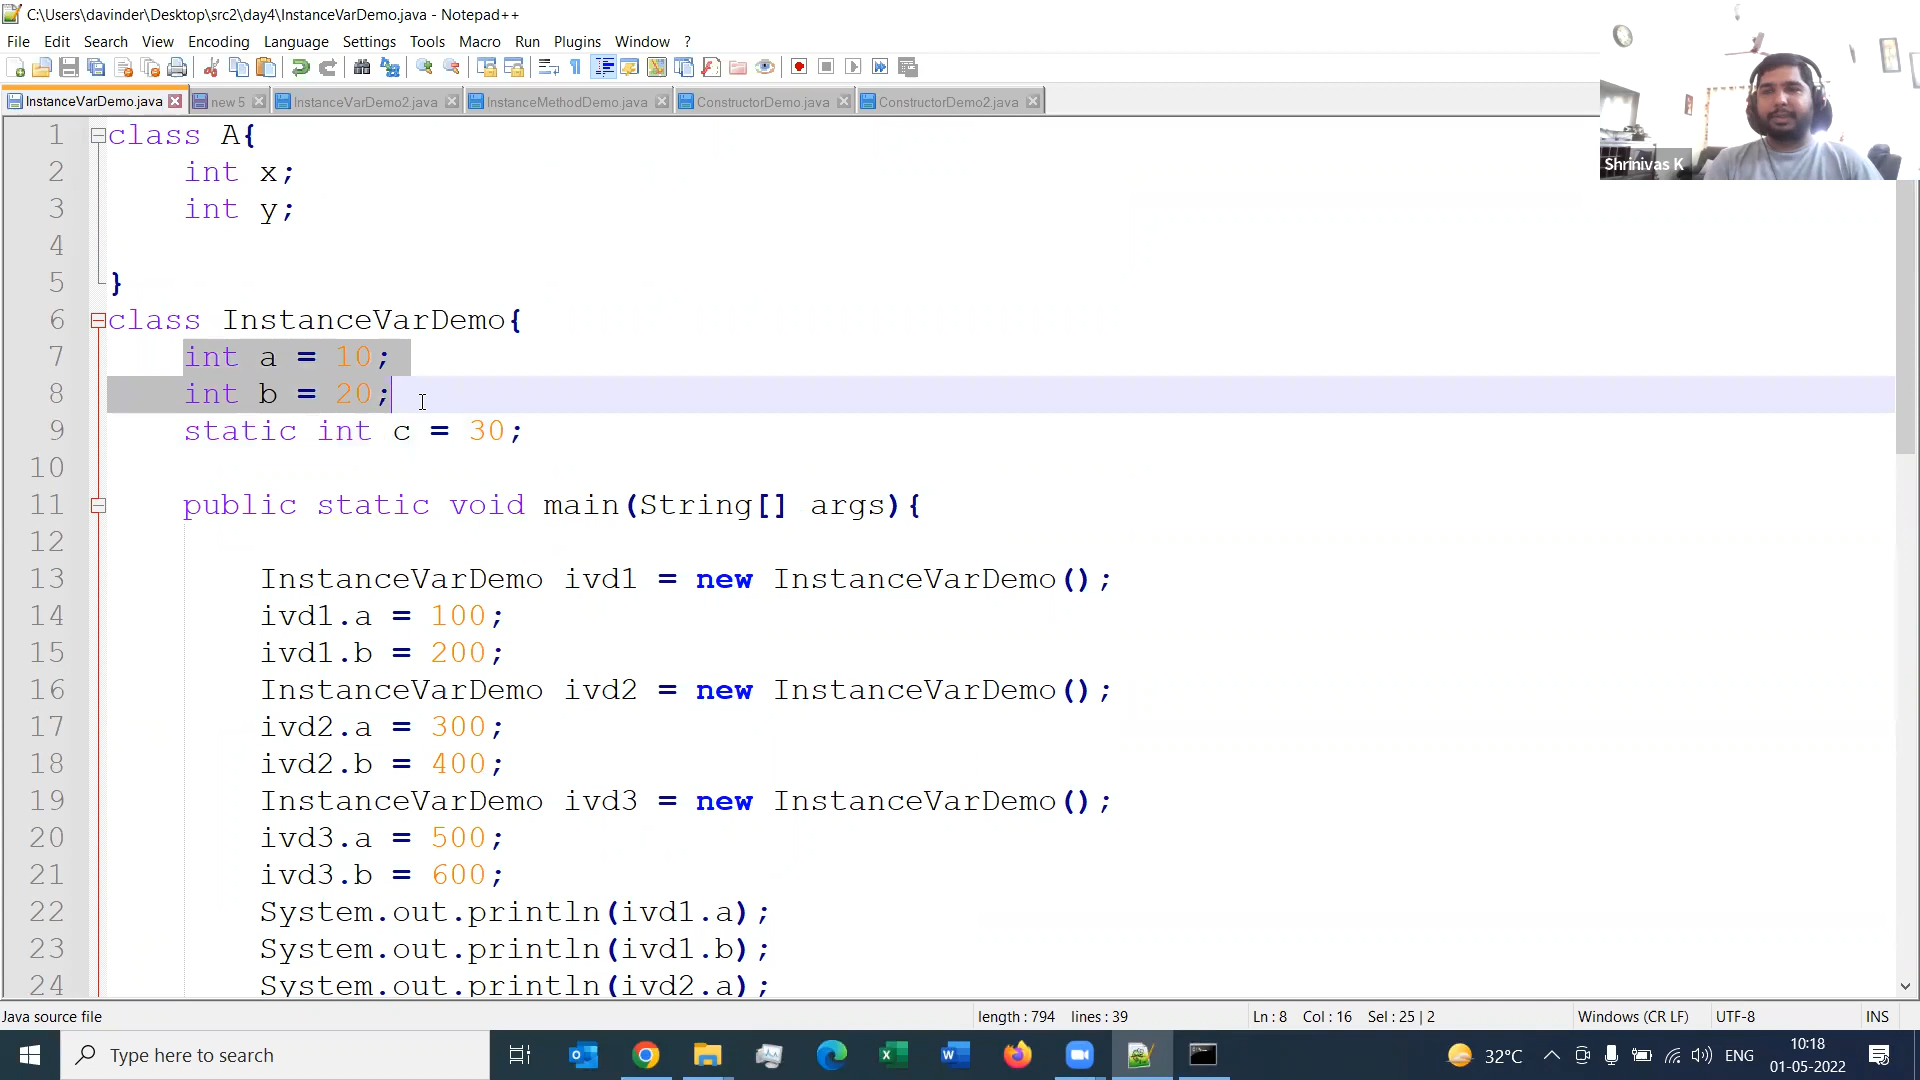 C:\Users\davinder\Desktop\src2\day4\InstanceVarDemo.java - Notepad++
File Edit Search View Encoding Language Settings Tools Macro Run Plugins Window ?
InstanceVarDemo.java new 5 InstanceVarDemo2.java InstanceMethodDemo.java ConstructorDemo.java ConstructorDemo2.java
Shrinivas K
1 class A{
2 int x;
3 int y;
4
5 }
6 class InstanceVarDemo{
7 int a = 10;
8 int b = 20;
9 static int c = 30;
10
11 public static void main(String[] args){
12
13 InstanceVarDemo ivd1 = new InstanceVarDemo();
14 ivd1.a = 100;
15 ivd1.b = 200;
16 InstanceVarDemo ivd2 = new InstanceVarDemo();
17 ivd2.a = 300;
18 ivd2.b = 400;
19 InstanceVarDemo ivd3 = new InstanceVarDemo();
20 ivd3.a = 500;
21 ivd3.b = 600;
22 System.out.println(ivd1.a);
23 System.out.println(ivd1.b);
24 System.out.println(ivd2.a);
Java source file length : 794 lines : 39 Ln : 8 Col : 16 Sel : 25 | 2 Windows (CR LF) UTF-8 INS
Type here to search 32°C ENG 10:18
01-05-2022